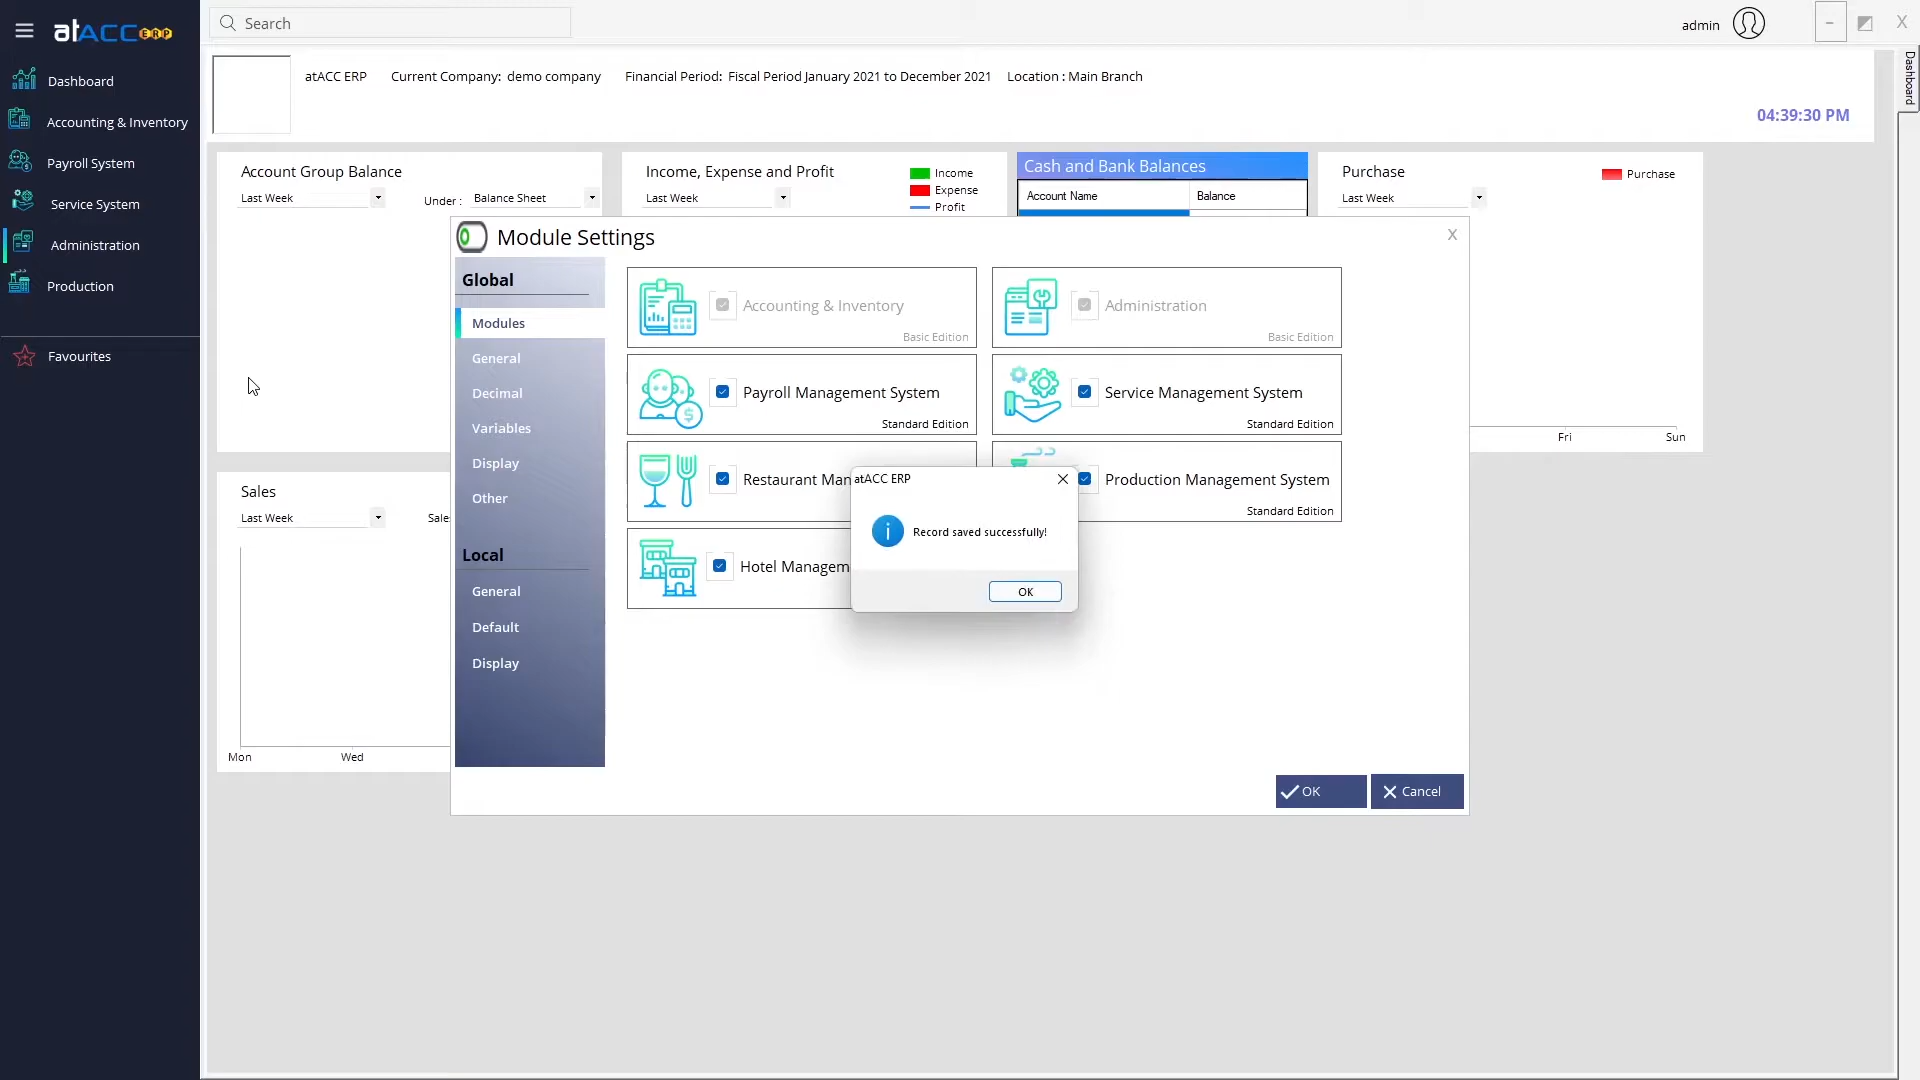 atACC ERP
Dashboard
Accounting & Inventory
Payroll System
Service System
Administration
Production
Favourites
Search
admin
X
atACC ERP Current Company: demo company Financial Period: Fiscal Period January 2021 to December 2021 Location : Main Branch
04:39:30 PM
Dashboard
Account Group Balance
Last Week
Under : Balance Sheet
Income, Expense and Profit
Last Week
Income
Expense
Profit
Cash and Bank Balances
Account Name Balance
Purchase
Last Week
Purchase
Fri Sun
Sales
Last Week
Sales
Mon Wed
Module Settings
X
Global
Modules
General
Decimal
Variables
Display
Other
Local
General
Default
Display
Accounting & Inventory
Basic Edition
Administration
Basic Edition
Payroll Management System
Standard Edition
Service Management System
Standard Edition
Restaurant Man
Production Management System
Standard Edition
Hotel Managem
atACC ERP
Record saved successfully!
OK
OK
Cancel